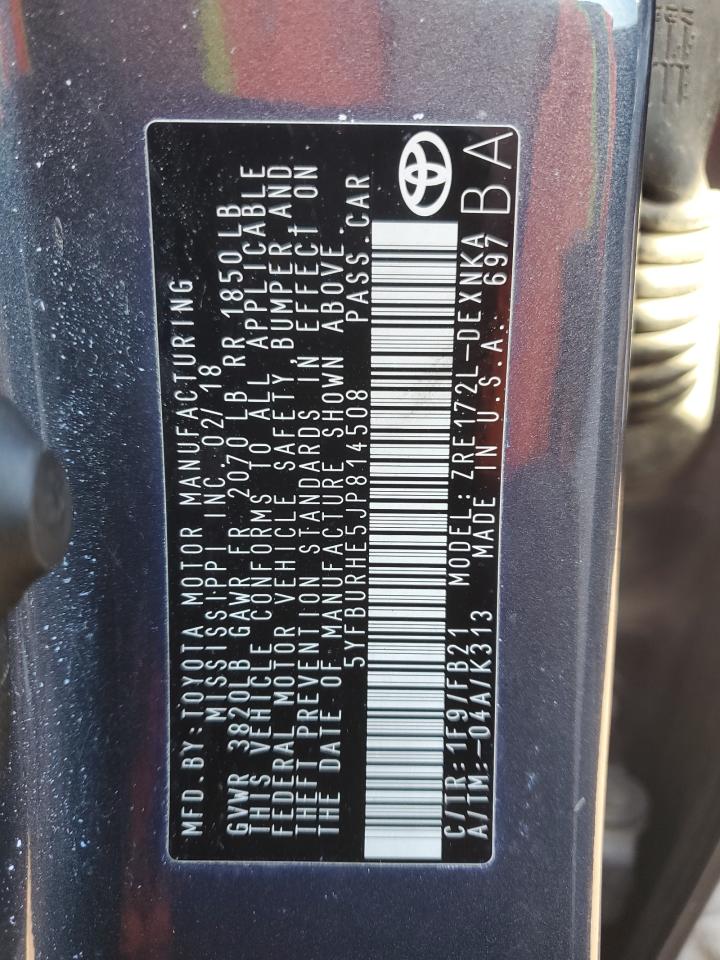 MFD.BY:TOYOTA MOTOR MANUFACTURING
MISSISSIPPI INC. 02/18
GVWR 3820LB GAWR FR 2070 LB RR 1850LB
THIS VEHICLE CONFORMS TO ALL APPLICABLE
FEDERAL MOTOR VEHICLE SAFETY, BUMPER AND
THEFT PREVENTION STANDARDS IN EFFECT ON
THE DATE OF MANUFACTURE SHOWN ABOVE.
5YFBURHE5JP814508 PASS.CAR
C/TR:1F9/FB21 MODEL:ZRE172L-DEXNKA
A/TM:-04A/K313 MADE IN U.S.A. 697 BA